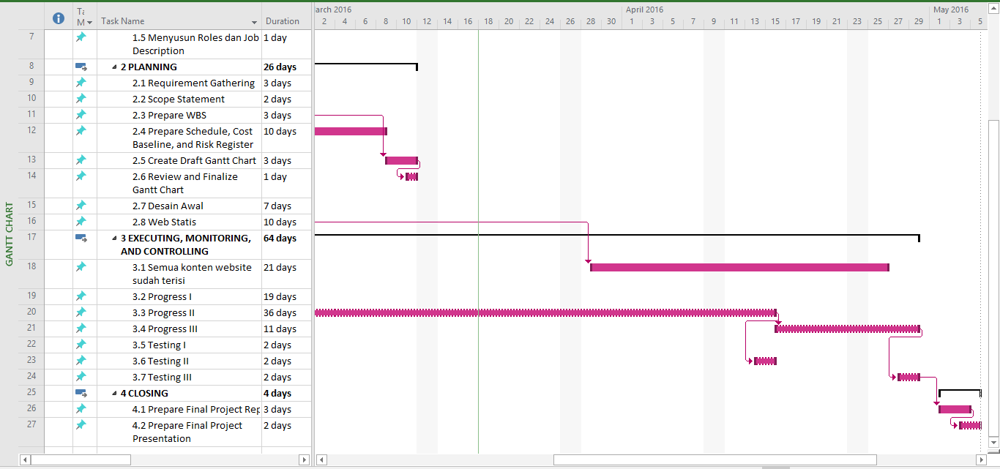 arch 2016 April 2016 May 2016
Ta
M Task Name Duration 2 4 6 8 10 12 14 16 18 20 22 24 26 28 30 1 3 5 7 9 11 13 15 17 19 21 23 25 27 29 1 3 5
7 1.5 Menyusun Roles dan Job 1 day
Description
8 2 PLANNING 26 days
9 2.1 Requirement Gathering 3 days
10 2.2 Scope Statement 2 days
11 2.3 Prepare WBS 3 days
12 2.4 Prepare Schedule, Cost 10 days
Baseline, and Risk Register
13 2.5 Create Draft Gantt Chart 3 days
14 2.6 Review and Finalize 1 day
Gantt Chart
15 2.7 Desain Awal 7 days
16 2.8 Web Statis 10 days
17 3 EXECUTING, MONITORING, 64 days
AND CONTROLLING
18 3.1 Semua konten website 21 days
sudah terisi
19 3.2 Progress I 19 days
20 3.3 Progress II 36 days
21 3.4 Progress III 11 days
22 3.5 Testing I 2 days
23 3.6 Testing II 2 days
24 3.7 Testing III 2 days
25 4 CLOSING 4 days
26 4.1 Prepare Final Project Rep 3 days
27 4.2 Prepare Final Project 2 days
Presentation
GANTT CHART